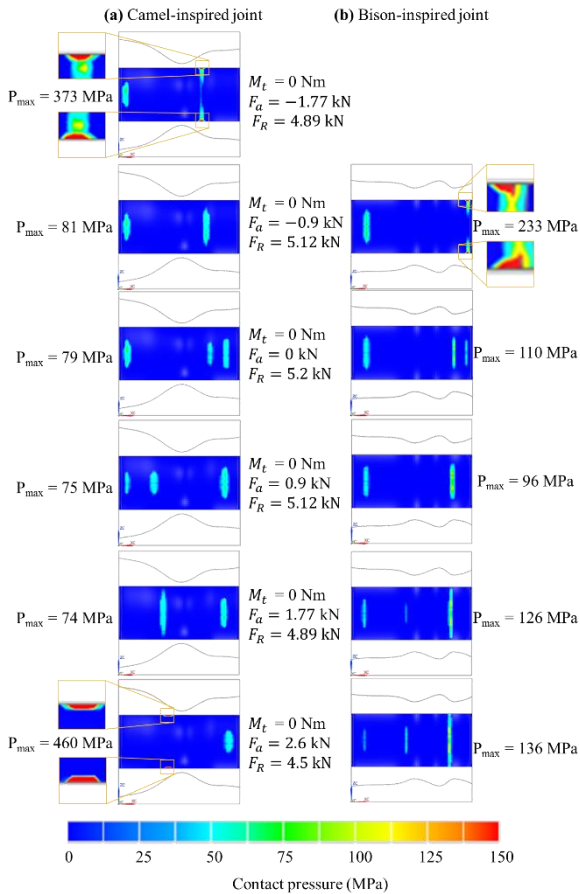 (a) Camel-inspired joint
(b) Bison-inspired joint
P_max = 373 MPa
M_t = 0 Nm
F_a = −1.77 kN
F_R = 4.89 kN
P_max = 81 MPa
M_t = 0 Nm
F_a = −0.9 kN
F_R = 5.12 kN
P_max = 233 MPa
P_max = 79 MPa
M_t = 0 Nm
F_a = 0 kN
F_R = 5.2 kN
P_max = 110 MPa
P_max = 75 MPa
M_t = 0 Nm
F_a = 0.9 kN
F_R = 5.12 kN
P_max = 96 MPa
P_max = 74 MPa
M_t = 0 Nm
F_a = 1.77 kN
F_R = 4.89 kN
P_max = 126 MPa
P_max = 460 MPa
M_t = 0 Nm
F_a = 2.6 kN
F_R = 4.5 kN
P_max = 136 MPa
0 25 50 75 100 125 150
Contact pressure (MPa)